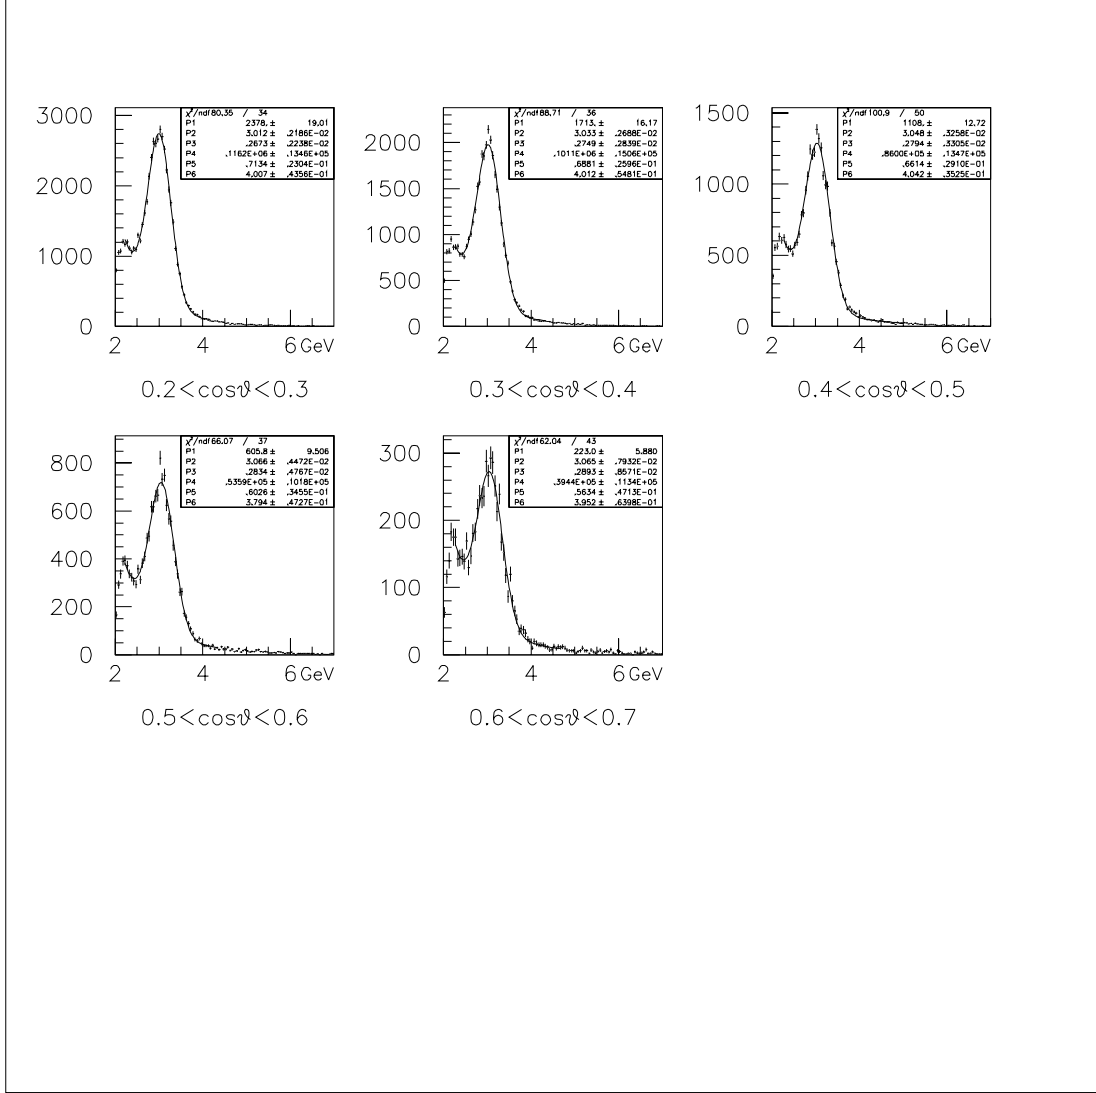 3000
2000
1000
0
2 4 6 GeV
χ²/ndf 80.35 / 34
P1 2378. ± 19.01
P2 3.012 ± .2186E-02
P3 .2673 ± .2238E-02
P4 .1162E+06 ± .1346E+05
P5 .7134 ± .2304E-01
P6 4.007 ± .4356E-01
0.2<cosϑ<0.3
2000
1500
1000
500
0
2 4 6 GeV
χ²/ndf 88.71 / 36
P1 1713. ± 16.17
P2 3.033 ± .2688E-02
P3 .2749 ± .2839E-02
P4 .1011E+06 ± .1506E+05
P5 .6881 ± .2596E-01
P6 4.012 ± .5481E-01
0.3<cosϑ<0.4
1500
1000
500
0
2 4 6 GeV
χ²/ndf 100.9 / 50
P1 1108. ± 12.72
P2 3.048 ± .3258E-02
P3 .2794 ± .3305E-02
P4 .8600E+05 ± .1347E+05
P5 .6614 ± .2910E-01
P6 4.042 ± .3525E-01
0.4<cosϑ<0.5
800
600
400
200
0
2 4 6 GeV
χ²/ndf 66.07 / 37
P1 605.8 ± 9.506
P2 3.066 ± .4472E-02
P3 .2834 ± .4767E-02
P4 .5359E+05 ± .1018E+05
P5 .6026 ± .3455E-01
P6 3.794 ± .4727E-01
0.5<cosϑ<0.6
300
200
100
0
2 4 6 GeV
χ²/ndf 62.04 / 43
P1 223.0 ± 5.880
P2 3.065 ± .7932E-02
P3 .2893 ± .8571E-02
P4 .3944E+05 ± .1134E+05
P5 .5634 ± .4713E-01
P6 3.952 ± .6398E-01
0.6<cosϑ<0.7